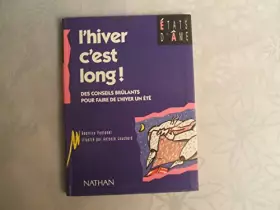 l'hiver
c'est
long !
ÉTATS
D'ÂME
DES CONSEILS BRÛLANTS
POUR FAIRE DE L'HIVER UN ÉTÉ
NATHAN